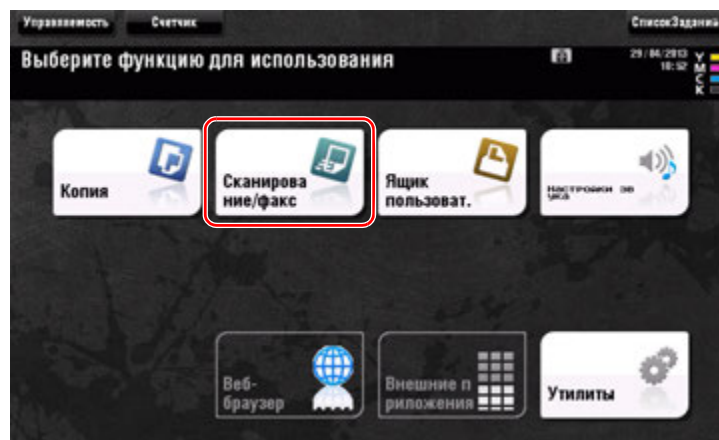 Управляемость Счетчик СписокЗаданий
Выберите функцию для использования
29/04/2013
10:52
Y
M
C
K
Копия
Сканирова
ние/факс
Ящик
пользоват.
Настройки зв
ука
Веб-
браузер
Внешние п
риложения
Утилиты